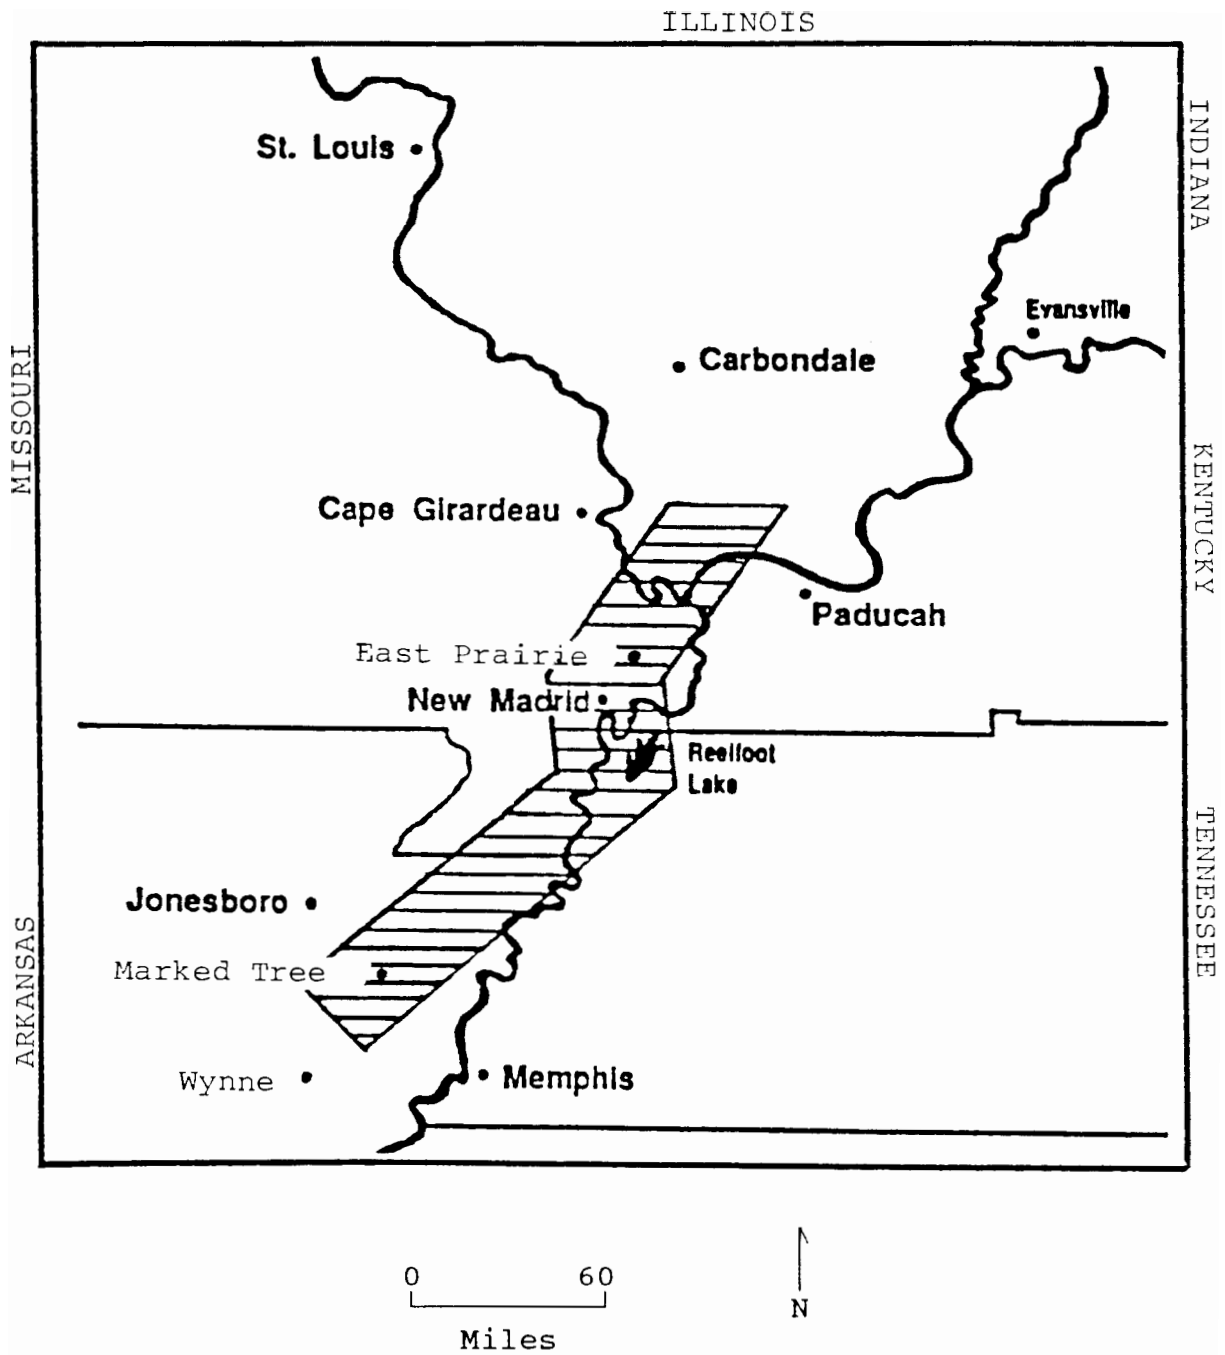 ILLINOIS
INDIANA
St. Louis
Evansville
MISSOURI
Carbondale
KENTUCKY
Cape Girardeau
Paducah
East Prairie
New Madrid
Reelfoot
Lake
TENNESSEE
Jonesboro
ARKANSAS
Marked Tree
Wynne
Memphis
0 60
Miles
N